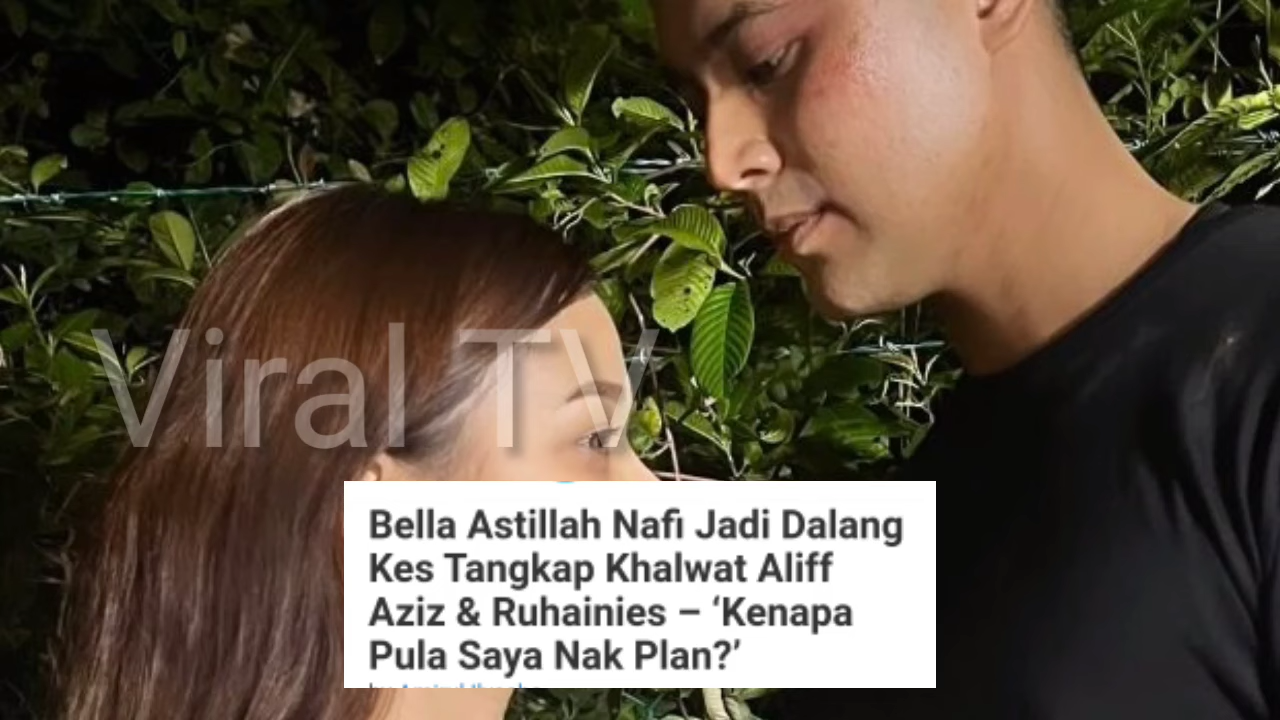 Viral TV
Bella Astillah Nafi Jadi Dalang
Kes Tangkap Khalwat Aliff
Aziz & Ruhainies – ‘Kenapa
Pula Saya Nak Plan?’